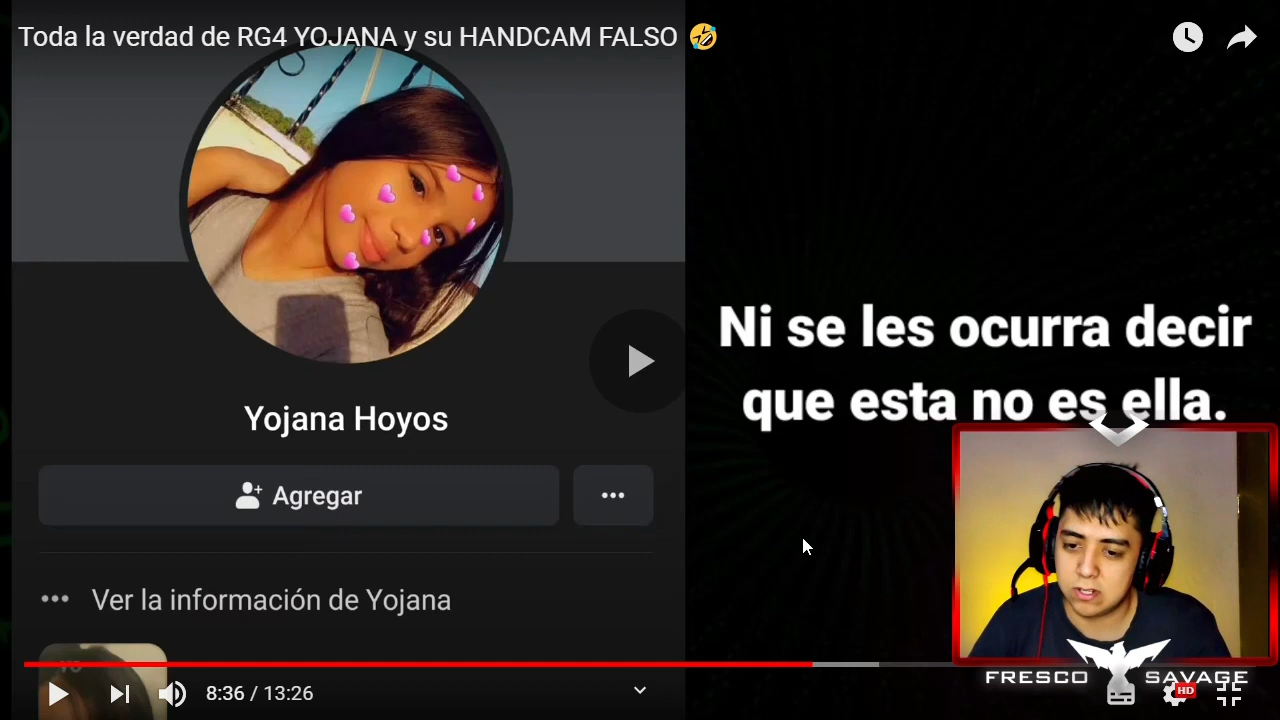 Toda la verdad de RG4 YOJANA y su HANDCAM FALSO 🤣
Ni se les ocurra decir
que esta no es ella.
Yojana Hoyos
Agregar
Ver la información de Yojana
FRESCO SAVAGE
8:36 / 13:26
HD